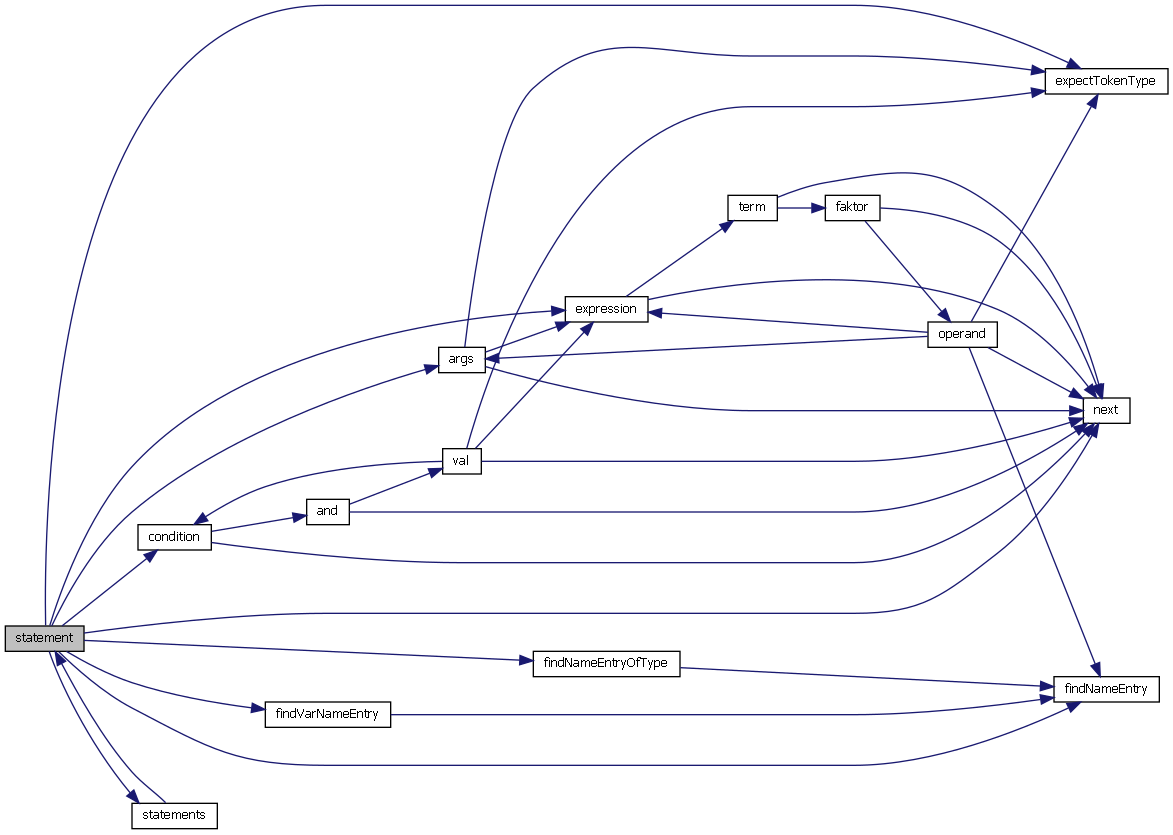 expectTokenType
term
faktor
expression
operand
args
next
val
and
condition
statement
findNameEntryOfType
findNameEntry
findVarNameEntry
statements